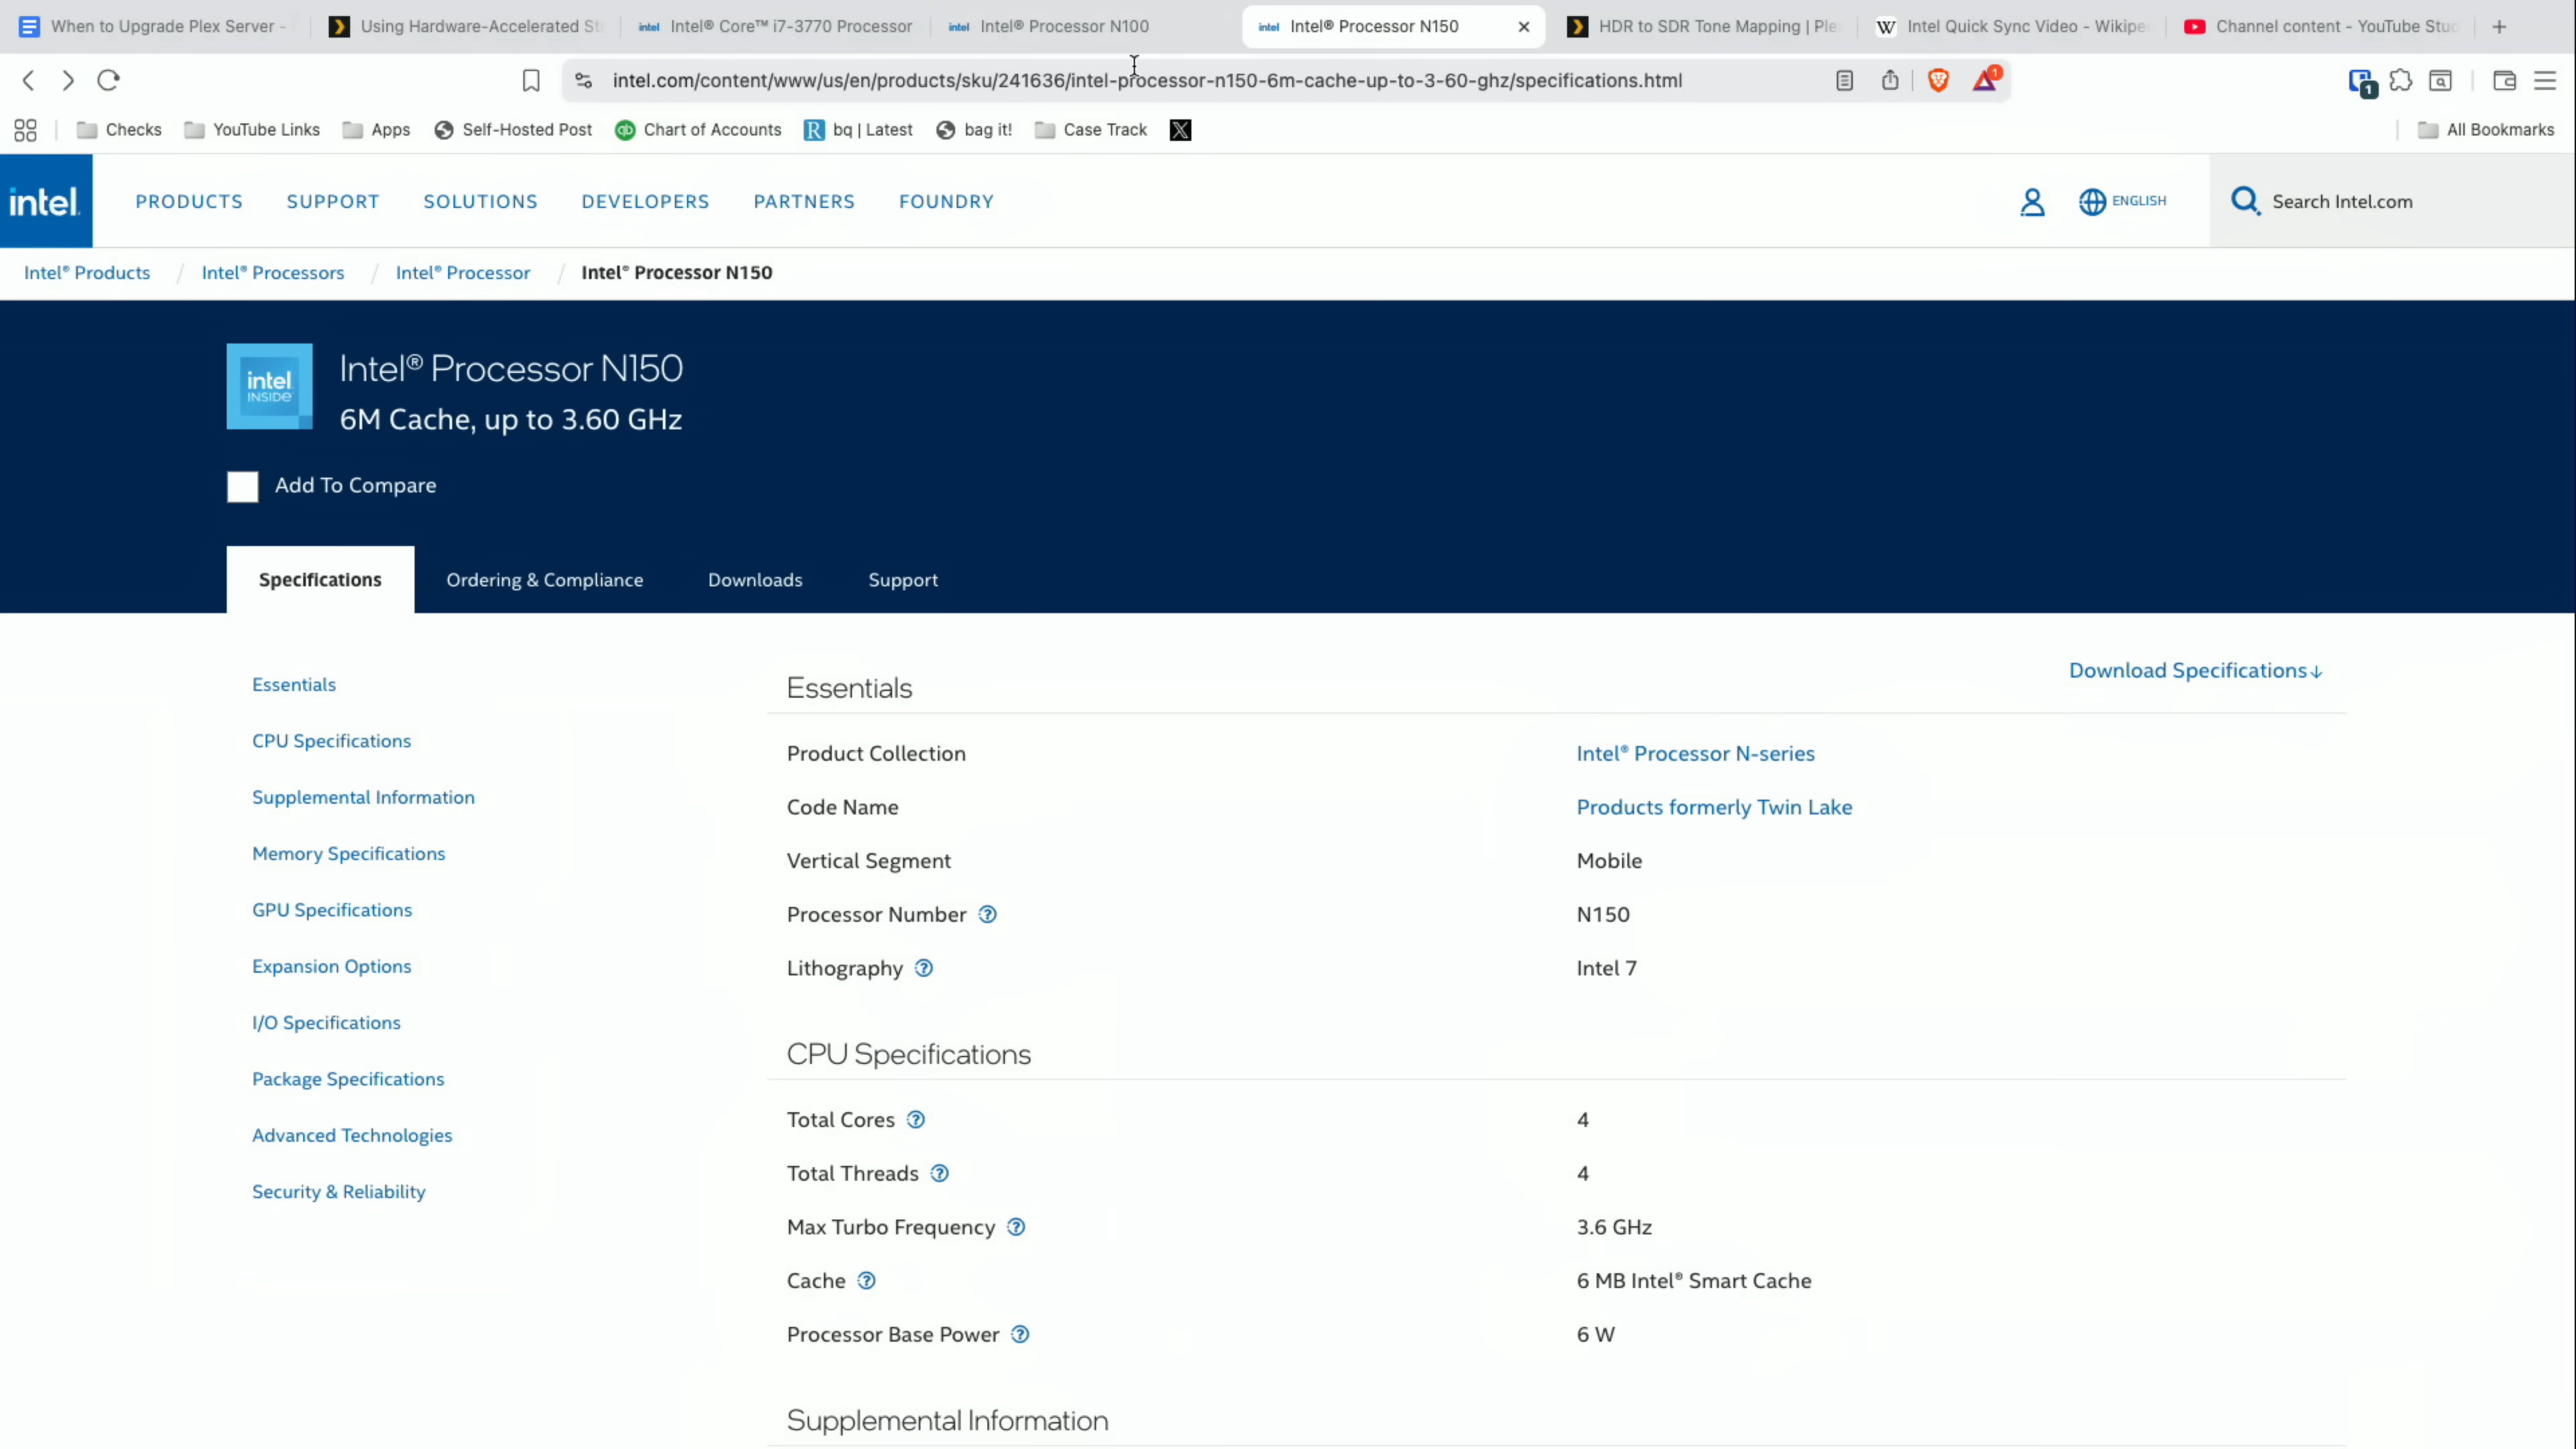 When to Upgrade Plex Server -
Using Hardware-Accelerated St
intel Intel® Core™ i7-3770 Processor
intel Intel® Processor N100
intel Intel® Processor N150
HDR to SDR Tone Mapping | Ple
W Intel Quick Sync Video - Wikipe
Channel content - YouTube Stud
intel.com/content/www/us/en/products/sku/241636/intel-processor-n150-6m-cache-up-to-3-60-ghz/specifications.html
1
1
Checks YouTube Links Apps Self-Hosted Post qb Chart of Accounts R bq | Latest bag it! Case Track X All Bookmarks
intel. PRODUCTS SUPPORT SOLUTIONS DEVELOPERS PARTNERS FOUNDRY ENGLISH Search Intel.com
Intel® Products / Intel® Processors / Intel® Processor / Intel® Processor N150
intel INSIDE
Intel® Processor N150
6M Cache, up to 3.60 GHz
Add To Compare
Specifications Ordering & Compliance Downloads Support
Essentials
CPU Specifications
Supplemental Information
Memory Specifications
GPU Specifications
Expansion Options
I/O Specifications
Package Specifications
Advanced Technologies
Security & Reliability
Download Specifications↓
Essentials
Product Collection Intel® Processor N-series
Code Name Products formerly Twin Lake
Vertical Segment Mobile
Processor Number ? N150
Lithography ? Intel 7
CPU Specifications
Total Cores ? 4
Total Threads ? 4
Max Turbo Frequency ? 3.6 GHz
Cache ? 6 MB Intel® Smart Cache
Processor Base Power ? 6 W
Supplemental Information